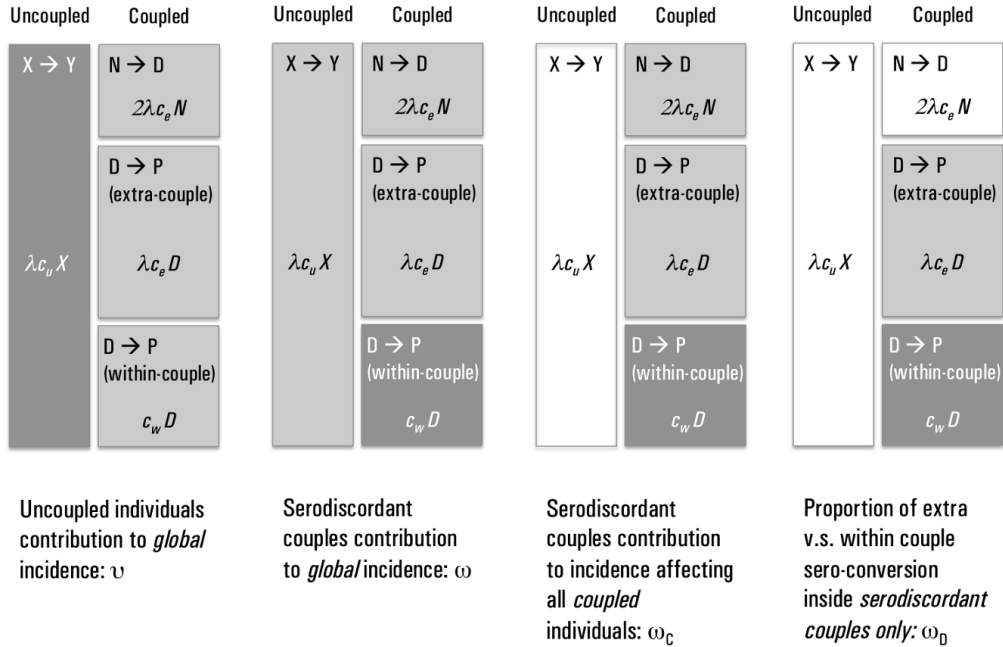 Uncoupled Coupled
X → Y
λc_u X
N → D
2λc_e N
D → P
(extra-couple)
λc_e D
D → P
(within-couple)
c_w D
Uncoupled individuals
contribution to global
incidence: υ
Uncoupled Coupled
X → Y
λc_u X
N → D
2λc_e N
D → P
(extra-couple)
λc_e D
D → P
(within-couple)
c_w D
Serodiscordant
couples contribution
to global incidence: ω
Uncoupled Coupled
X → Y
λc_u X
N → D
2λc_e N
D → P
(extra-couple)
λc_e D
D → P
(within-couple)
c_w D
Serodiscordant
couples contribution
to incidence affecting
all coupled
individuals: ω_C
Uncoupled Coupled
X → Y
λc_u X
N → D
2λc_e N
D → P
(extra-couple)
λc_e D
D → P
(within-couple)
c_w D
Proportion of extra
v.s. within couple
sero-conversion
inside serodiscordant
couples only: ω_D